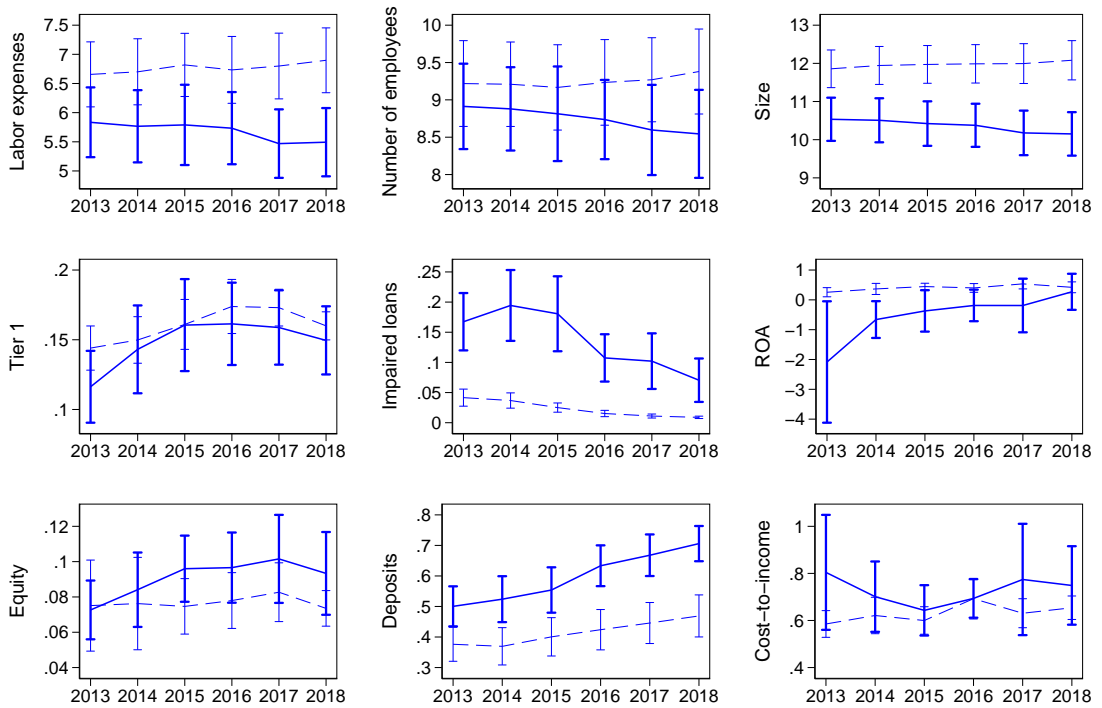 Labor expenses
7.5
7
6.5
6
5.5
5
2013 2014 2015 2016 2017 2018
Number of employees
10
9.5
9
8.5
8
2013 2014 2015 2016 2017 2018
Size
13
12
11
10
9
2013 2014 2015 2016 2017 2018
Tier 1
.2
.15
.1
2013 2014 2015 2016 2017 2018
Impaired loans
.25
.2
.15
.1
.05
0
2013 2014 2015 2016 2017 2018
ROA
1
0
−1
−2
−3
−4
2013 2014 2015 2016 2017 2018
Equity
.12
.1
.08
.06
.04
2013 2014 2015 2016 2017 2018
Deposits
.8
.7
.6
.5
.4
.3
2013 2014 2015 2016 2017 2018
Cost−to−income
1
.8
.6
.4
2013 2014 2015 2016 2017 2018